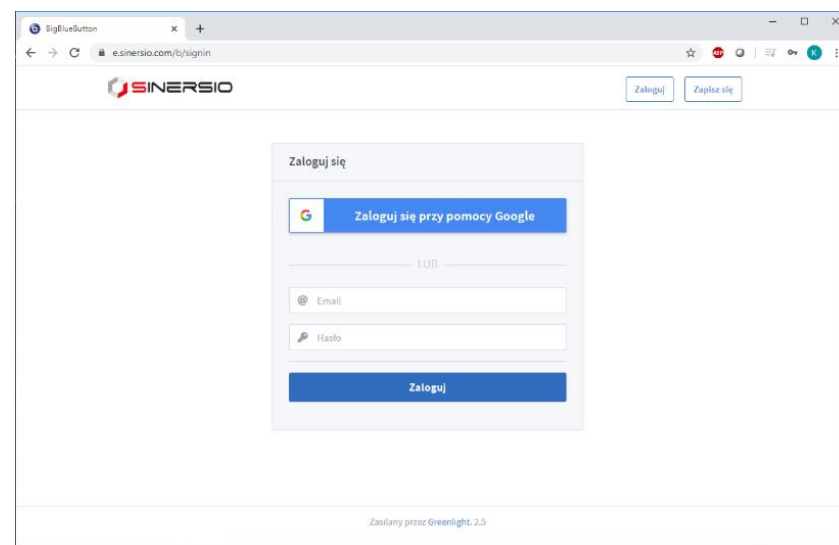 BigBlueButton
e.sinersio.com/b/signin
ABP
K
SINERSIO
Zaloguj
Zapisz się
Zaloguj się
G
Zaloguj się przy pomocy Google
LUB
@ Email
Hasło
Zaloguj
Zasilany przez Greenlight. 2.5